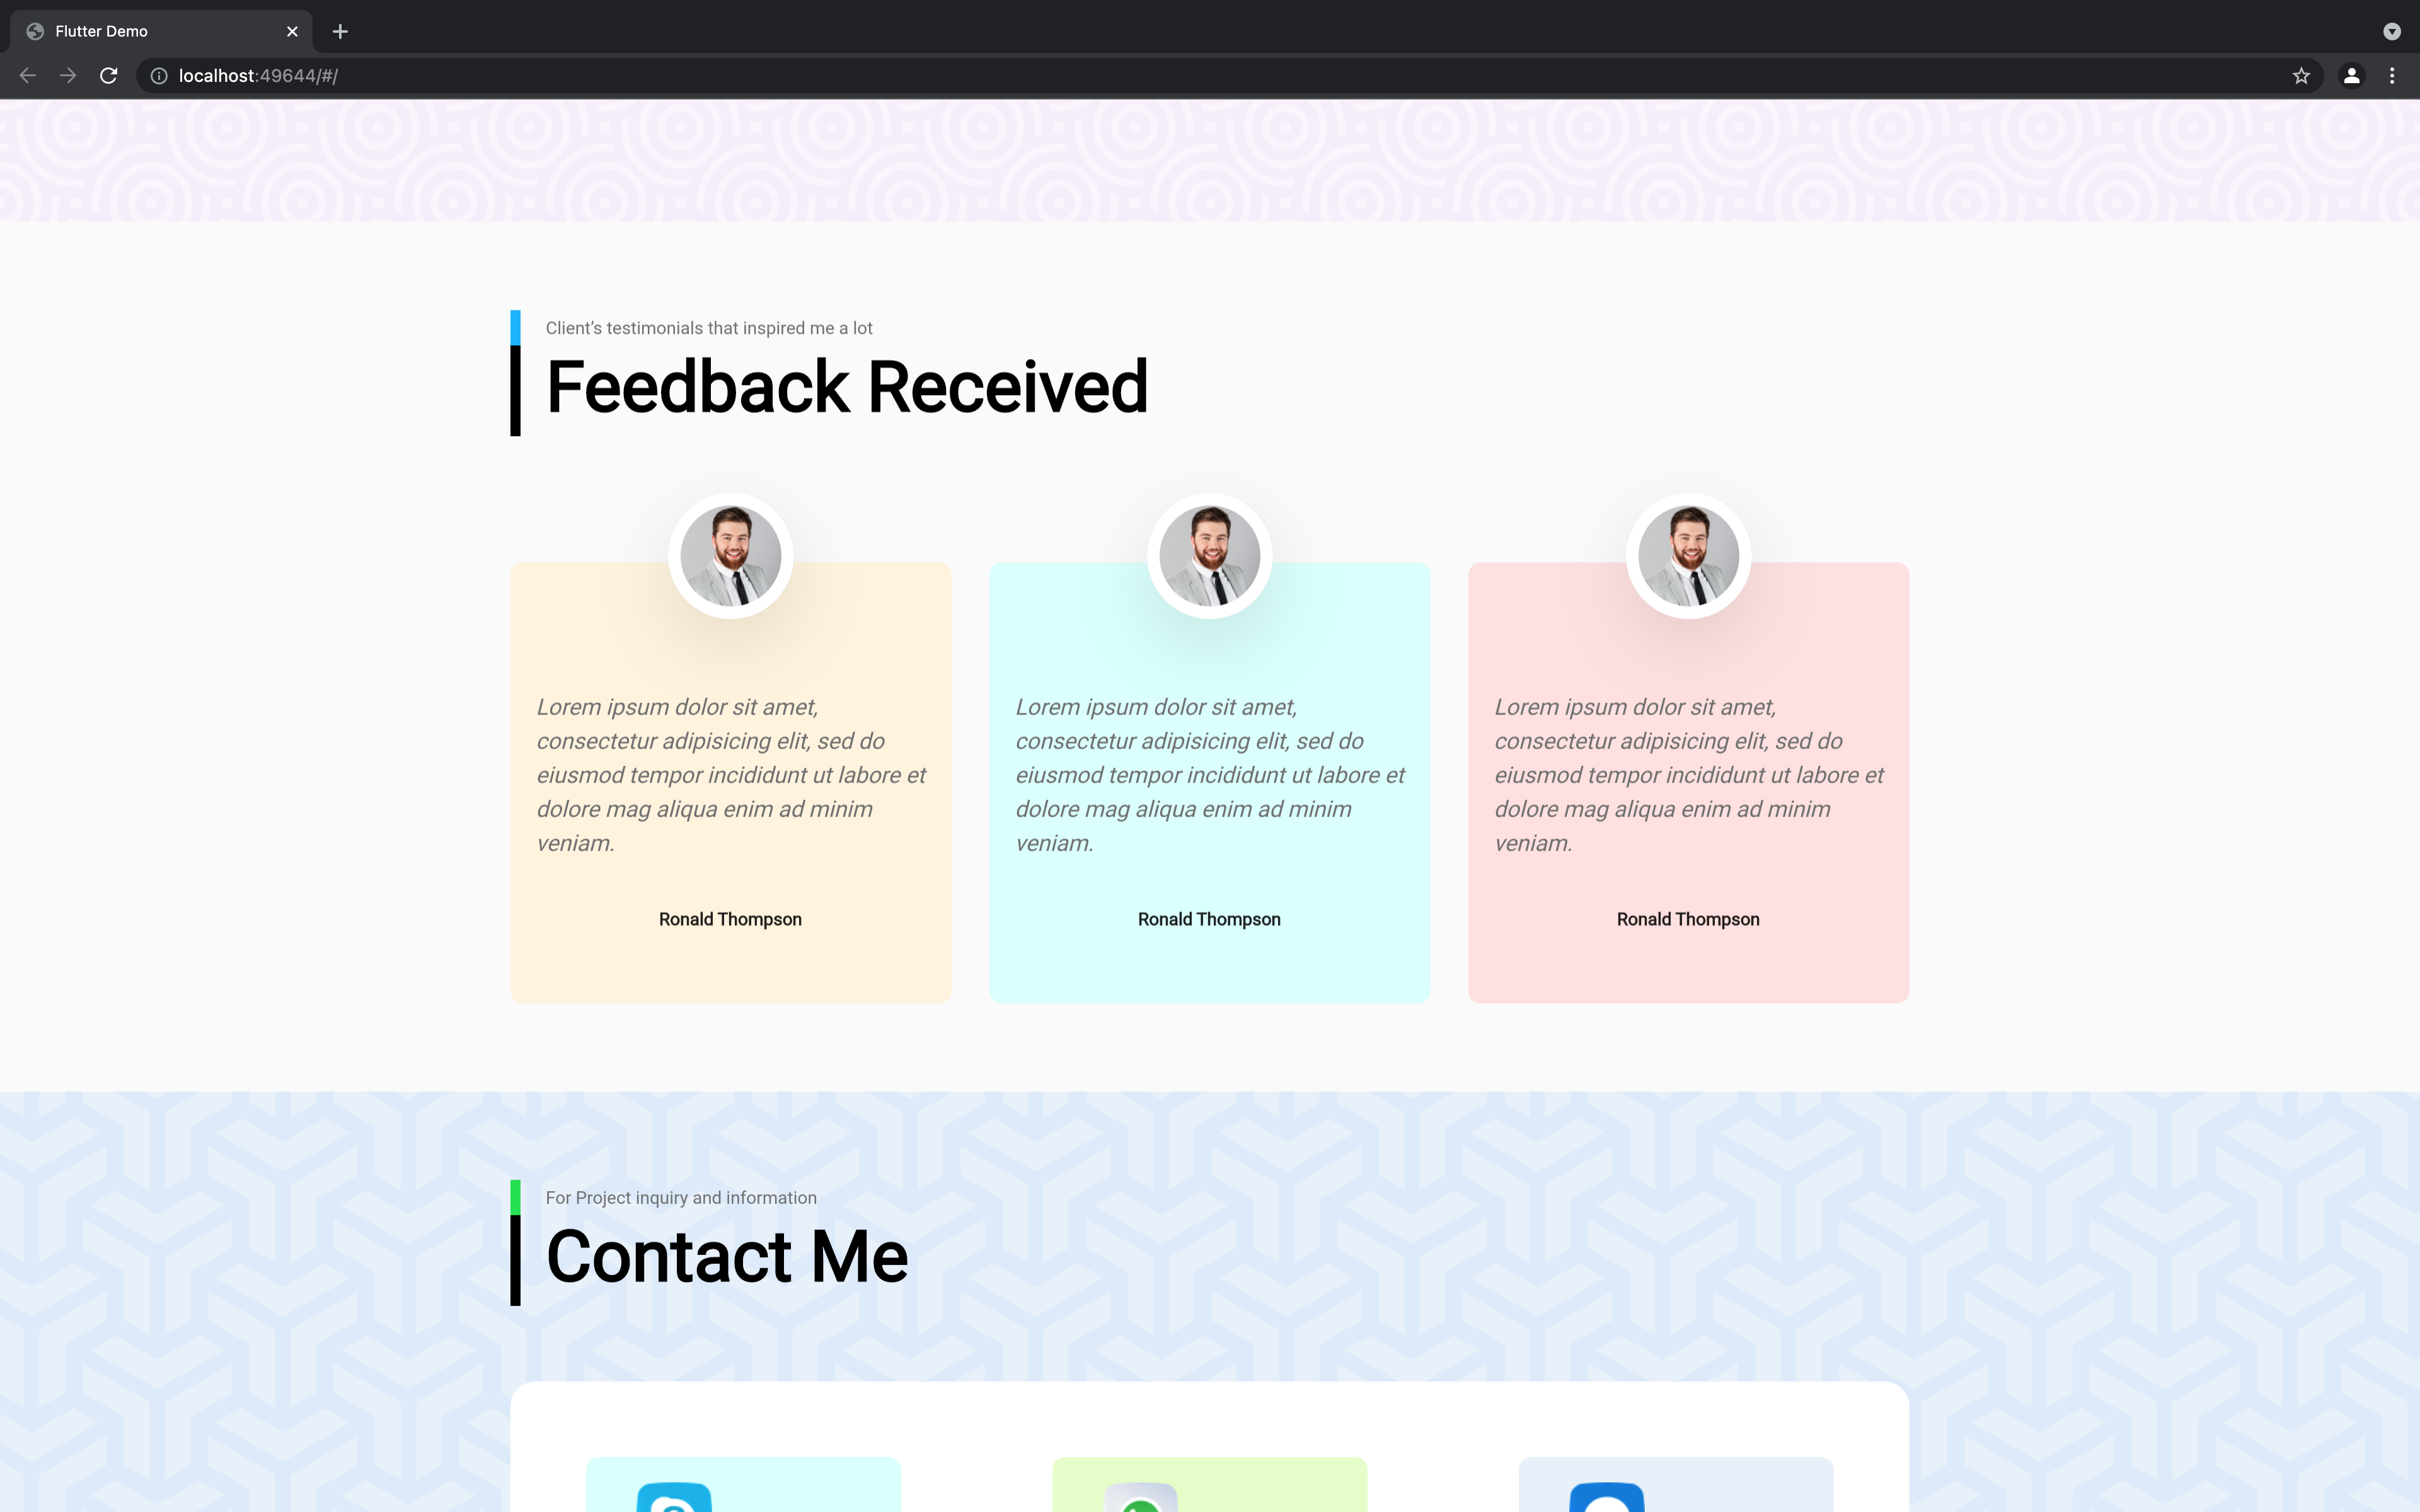 Flutter Demo
localhost:49644/#/
Client’s testimonials that inspired me a lot
Feedback Received
Lorem ipsum dolor sit amet,
consectetur adipisicing elit, sed do
eiusmod tempor incididunt ut labore et
dolore mag aliqua enim ad minim
veniam.
Ronald Thompson
Lorem ipsum dolor sit amet,
consectetur adipisicing elit, sed do
eiusmod tempor incididunt ut labore et
dolore mag aliqua enim ad minim
veniam.
Ronald Thompson
Lorem ipsum dolor sit amet,
consectetur adipisicing elit, sed do
eiusmod tempor incididunt ut labore et
dolore mag aliqua enim ad minim
veniam.
Ronald Thompson
For Project inquiry and information
Contact Me